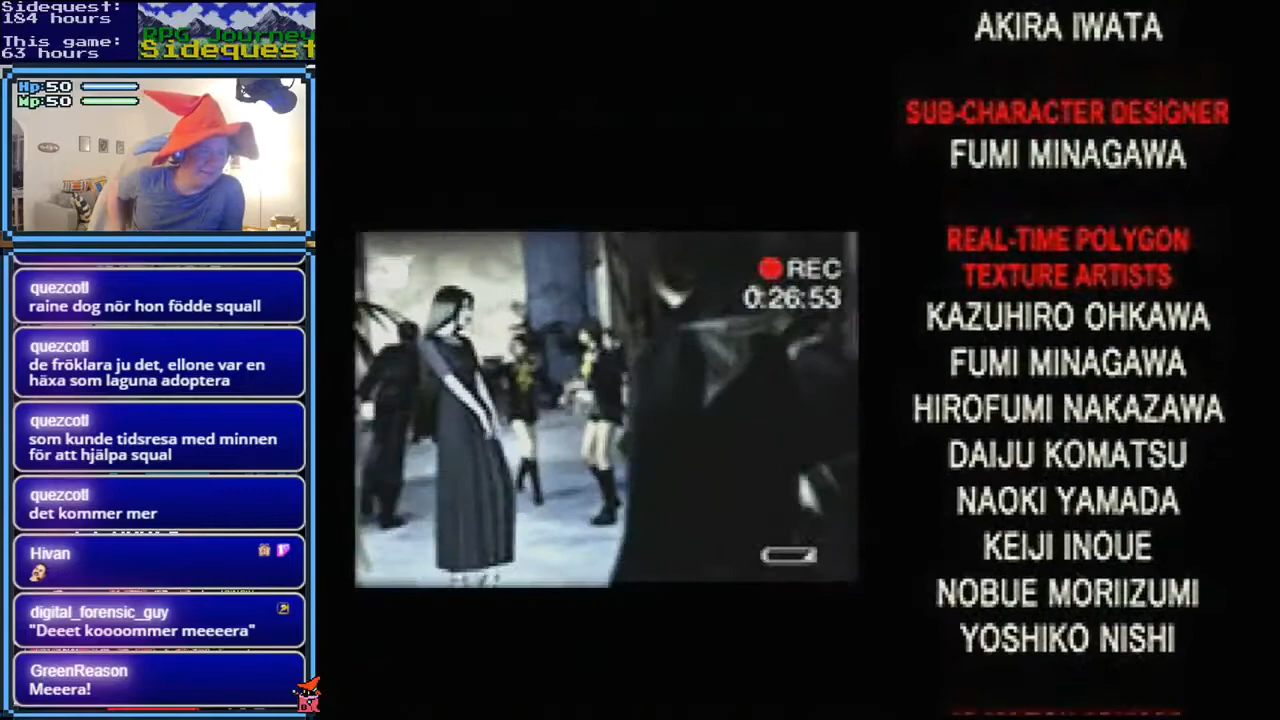 Sidequest:
184 hours
This game:
63 hours
RPG Journey
Sidequest
Hp:50
Mp:50
quezcotl
raine dog nör hon födde squall
quezcotl
de fröklara ju det, ellone var en
häxa som laguna adoptera
quezcotl
som kunde tidsresa med minnen
för att hjälpa squal
quezcotl
det kommer mer
Hivan
digital_forensic_guy
"Deeet koooommer meeeera"
GreenReason
Meeera!
REC
0:26:53
AKIRA IWATA
SUB-CHARACTER DESIGNER
FUMI MINAGAWA
REAL-TIME POLYGON
TEXTURE ARTISTS
KAZUHIRO OHKAWA
FUMI MINAGAWA
HIROFUMI NAKAZAWA
DAIJU KOMATSU
NAOKI YAMADA
KEIJI INOUE
NOBUE MORIIZUMI
YOSHIKO NISHI